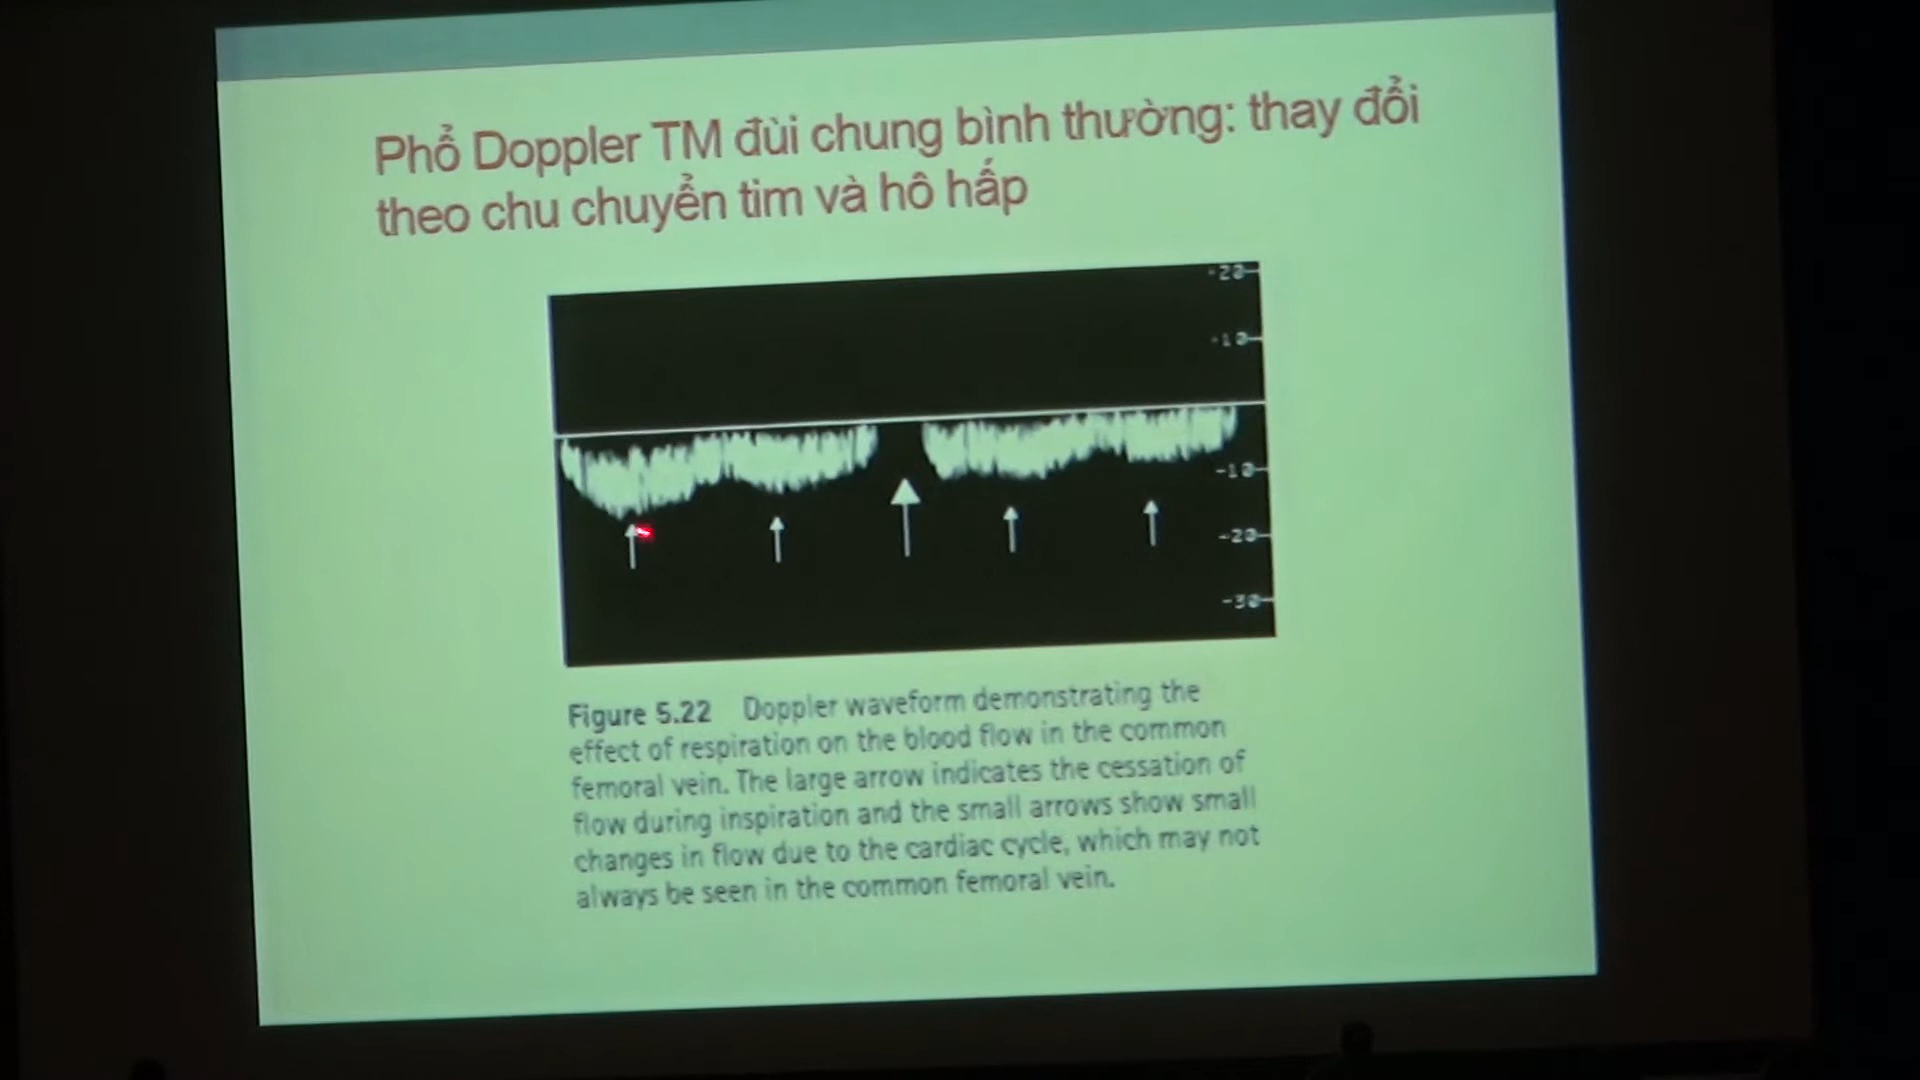 Phổ Doppler TM đùi chung bình thường: thay đổi
theo chu chuyển tim và hô hấp
-20
-10
-10
-20
-30
Figure 5.22 Doppler waveform demonstrating the
effect of respiration on the blood flow in the common
femoral vein. The large arrow indicates the cessation of
flow during inspiration and the small arrows show small
changes in flow due to the cardiac cycle, which may not
always be seen in the common femoral vein.